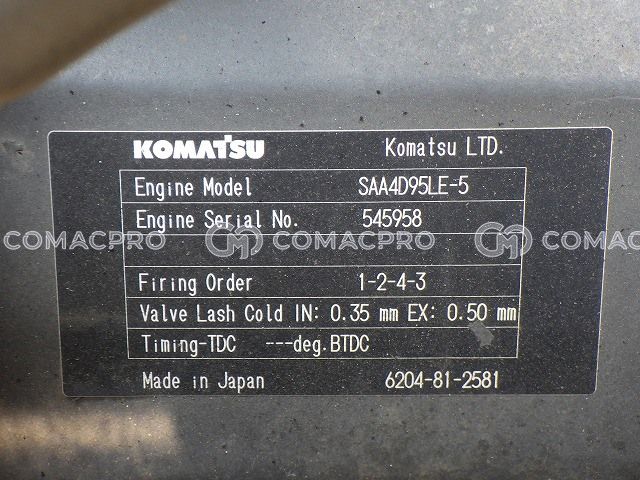 KOMATSU Komatsu LTD.
Engine Model SAA4D95LE-5
Engine Serial No. 545958
COMACPRO COMACPRO COMAC
Firing Order 1-2-4-3
Valve Lash Cold IN: 0.35 mm EX: 0.50 mm
Timing-TDC ---deg.BTDC
Made in Japan 6204-81-2581